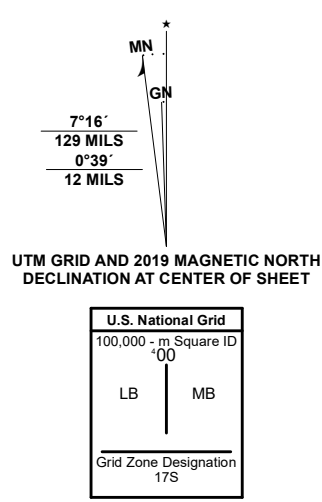 ★
MN
GN
7°16´
129 MILS
0°39´
12 MILS
UTM GRID AND 2019 MAGNETIC NORTH
DECLINATION AT CENTER OF SHEET
U.S. National Grid
100,000 - m Square ID
⁴00
LB MB
Grid Zone Designation
17S